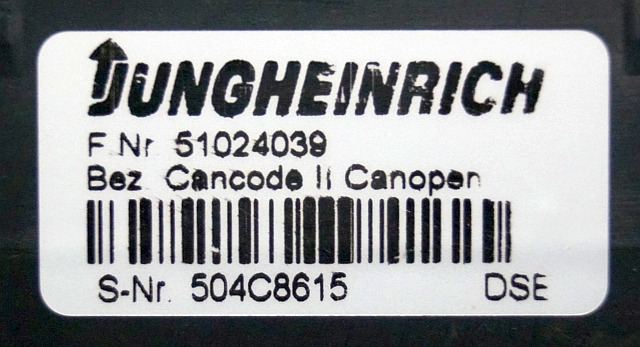 JUNGHEINRICH
F.Nr 51024039
Bez Cancode II Canopen
S-Nr. 504C8615 DSE